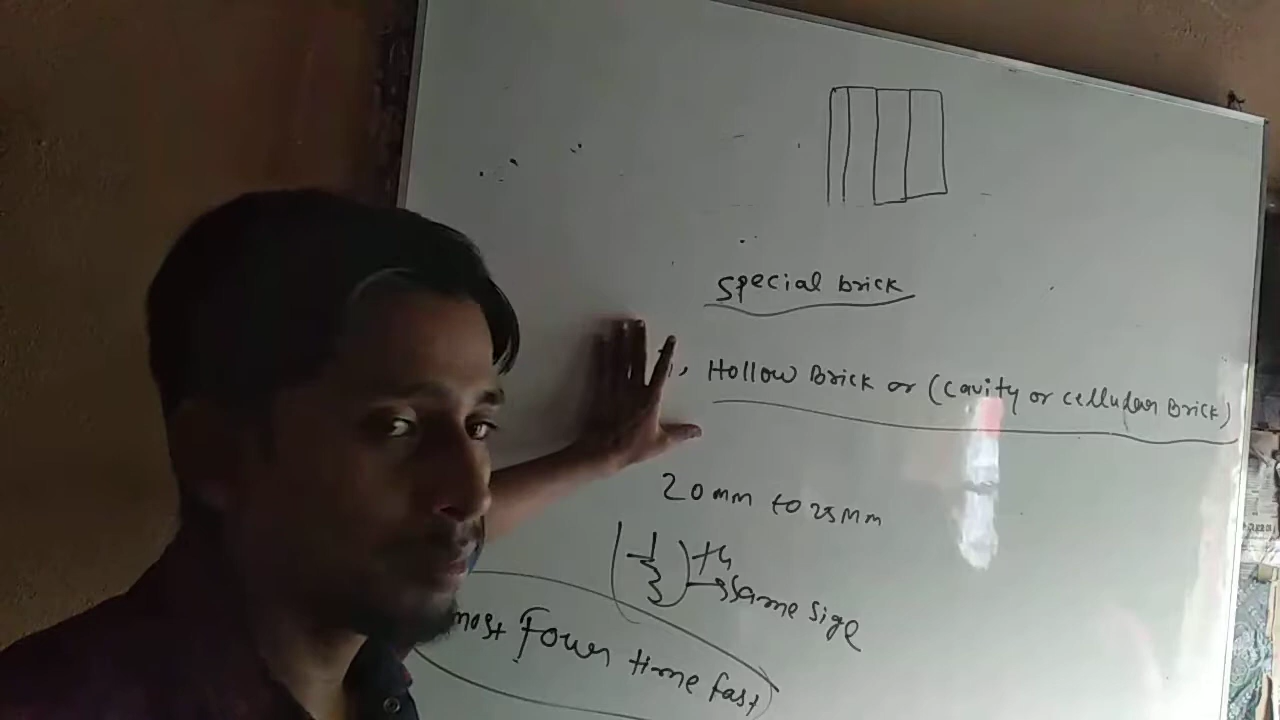 Special brick
1, Hollow Brick or (cavity or cellular Brick)
20mm to 25Mm
(1/3)th → Same size
most Four time fast